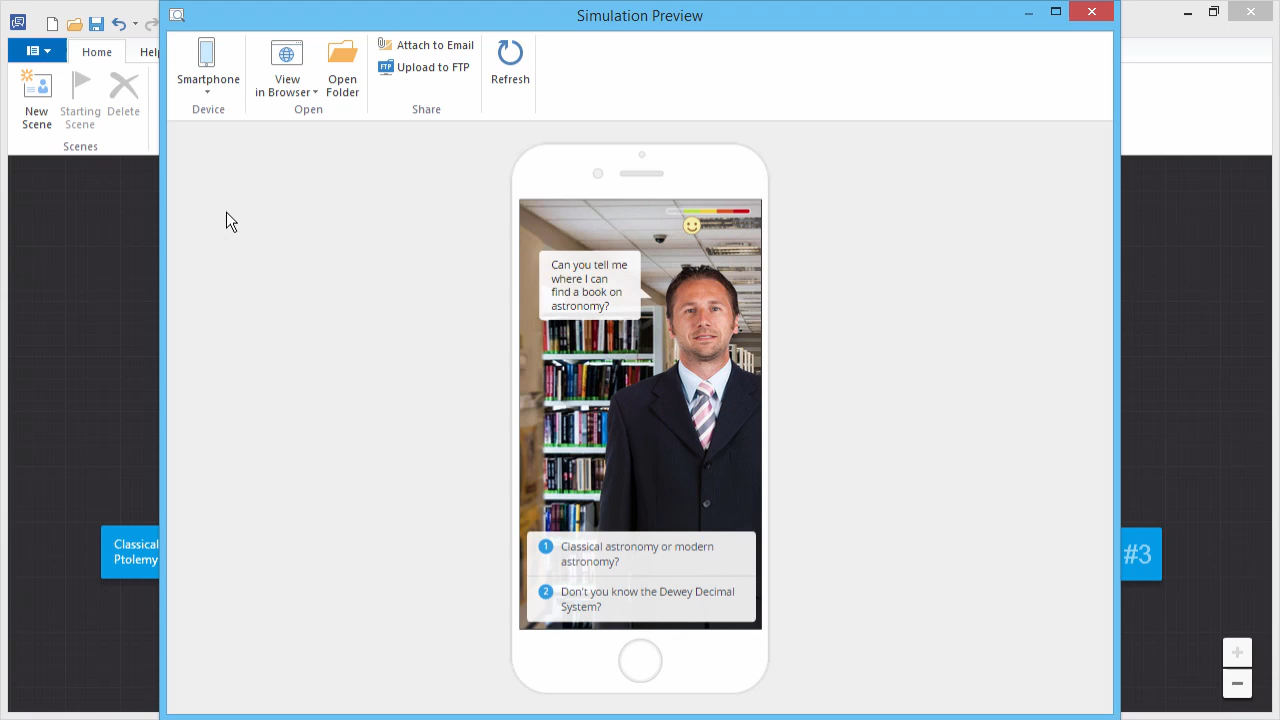 Simulation Preview
Home
Hel
New
Scene
Starting
Scene
Delete
Scenes
Smartphone
Device
View
in Browser
Open
Folder
Open
Attach to Email
FTP Upload to FTP
Share
Refresh
Can you tell me
where I can
find a book on
astronomy?
1 Classical astronomy or modern
astronomy?
2 Don't you know the Dewey Decimal
System?
Classical
Ptolemy
#3